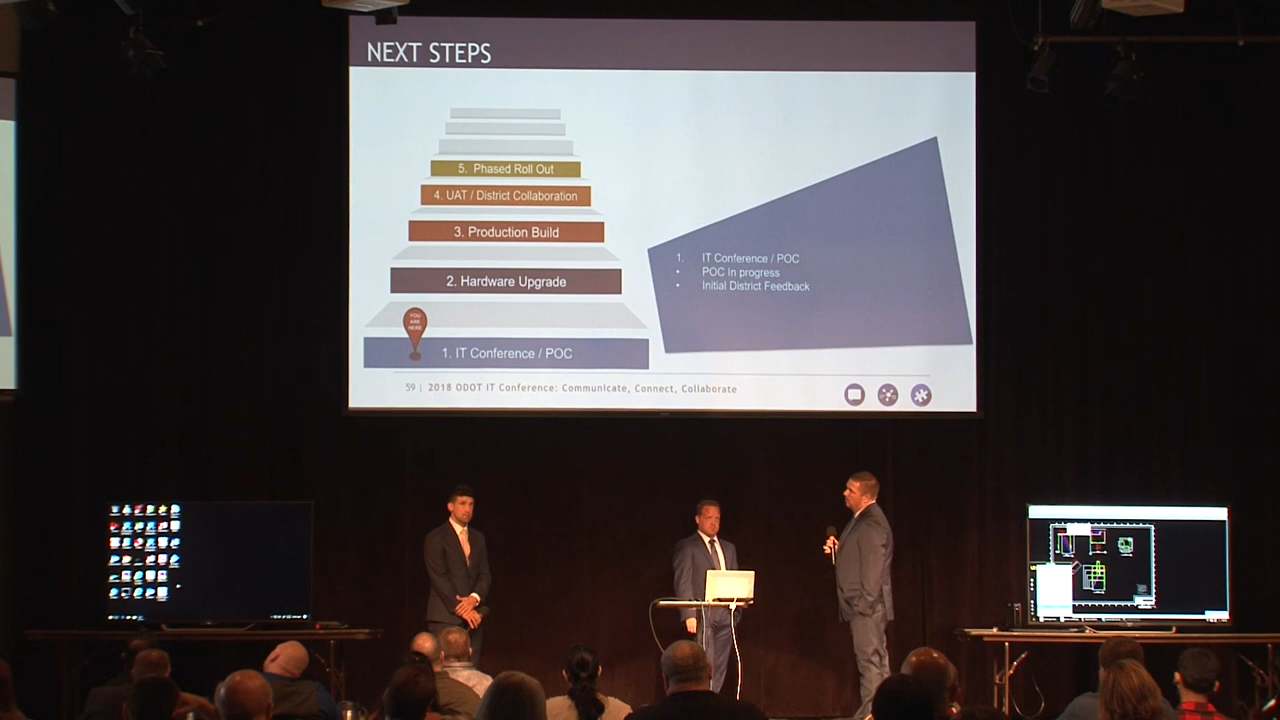 NEXT STEPS
5. Phased Roll Out
4. UAT / District Collaboration
3. Production Build
2. Hardware Upgrade
YOU
ARE
HERE
1. IT Conference / POC
1. IT Conference / POC
• POC In progress
• Initial District Feedback
59 | 2018 ODOT IT Conference: Communicate, Connect, Collaborate